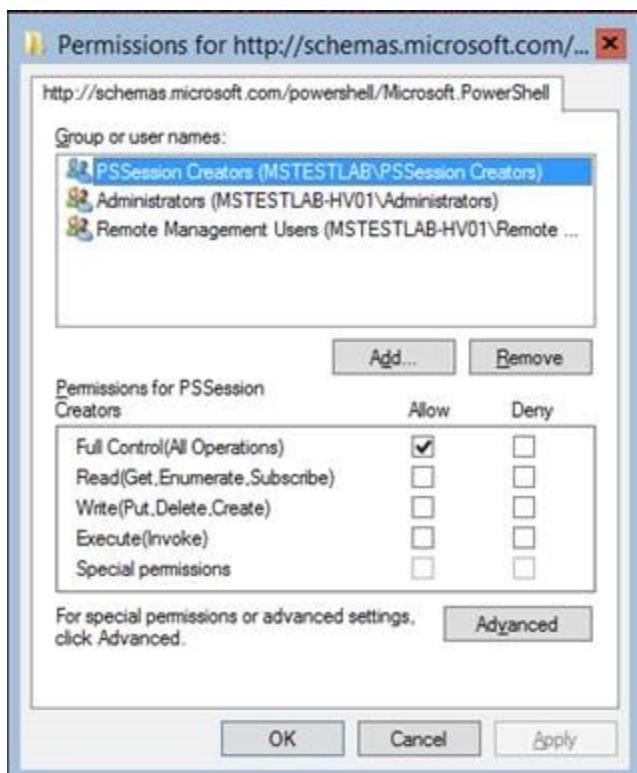 Permissions for http://schemas.microsoft.com/...
http://schemas.microsoft.com/powershell/Microsoft.PowerShell
Group or user names:
PSSession Creators (MSTESTLAB\PSSession Creators)
Administrators (MSTESTLAB-HV01\Administrators)
Remote Management Users (MSTESTLAB-HV01\Remote ...
Add...
Remove
Permissions for PSSession
Creators
Allow
Deny
Full Control(All Operations)
Read(Get,Enumerate,Subscribe)
Write(Put,Delete,Create)
Execute(Invoke)
Special permissions
For special permissions or advanced settings,
click Advanced.
Advanced
OK
Cancel
Apply